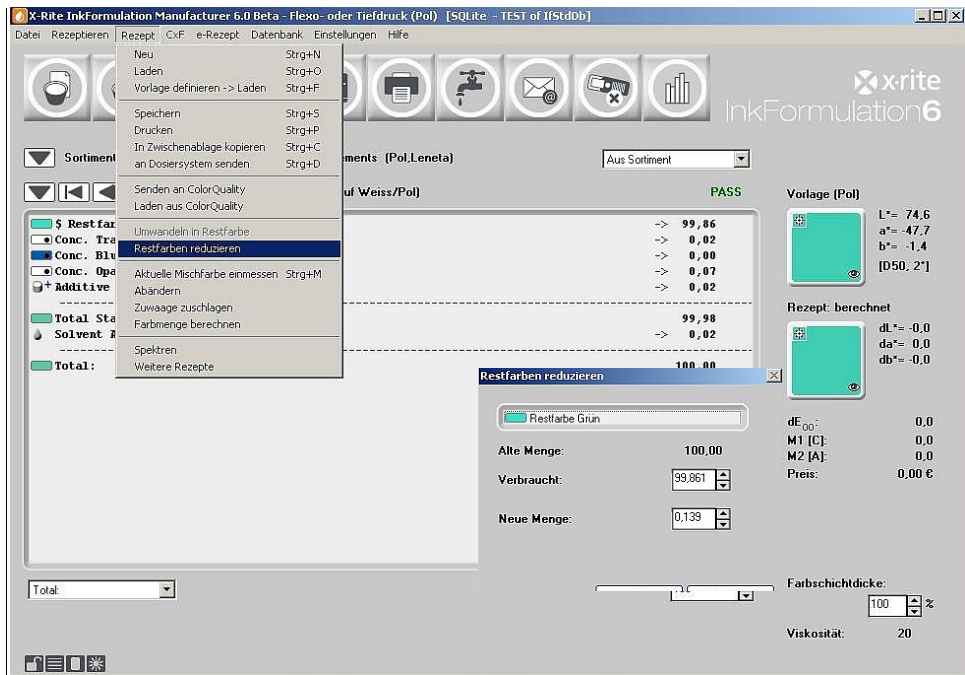 X-Rite InkFormulation Manufacturer 6.0 Beta - Flexo- oder Tiefdruck (Pol) [SQLite - TEST of IfStdDb]
Datei Rezeptieren Rezept CxF e-Rezept Datenbank Einstellungen Hilfe
Neu Strg+N
Laden Strg+O
Vorlage definieren -> Laden Strg+F
Speichern Strg+S
Drucken Strg+P
In Zwischenablage kopieren Strg+C
an Dosiersystem senden Strg+D
Senden an ColorQuality
Laden aus ColorQuality
Umwandeln in Restfarbe
Restfarben reduzieren
Aktuelle Mischfarbe einmessen Strg+M
Abändern
Zuwaage zuschlagen
Farbmenge berechnen
Spektren
Weitere Rezepte
x-rite
InkFormulation6
Sortiment
ements (Pol,Leneta)
Aus Sortiment
uf Weiss/Pol) PASS
$ Restfar -> 99,86
Conc. Tra -> 0,02
Conc. Blu -> 0,00
Conc. Opa -> 0,07
Additive -> 0,02
Total Sta 99,98
Solvent -> 0,02
Total: 100,00
Vorlage (Pol)
L*= 74,6
a*= -47,7
b*= -1,4
[D50, 2°]
Rezept: berechnet
dL*= -0,0
da*= 0,0
db*= -0,0
dE00: 0,0
M1 [C]: 0,0
M2 [A]: 0,0
Preis: 0,00 €
Restfarben reduzieren
Restfarbe Grün
Alte Menge: 100,00
Verbraucht: 99,861
Neue Menge: 0,139
Total:
Farbschichtdicke:
100 %
Viskosität: 20